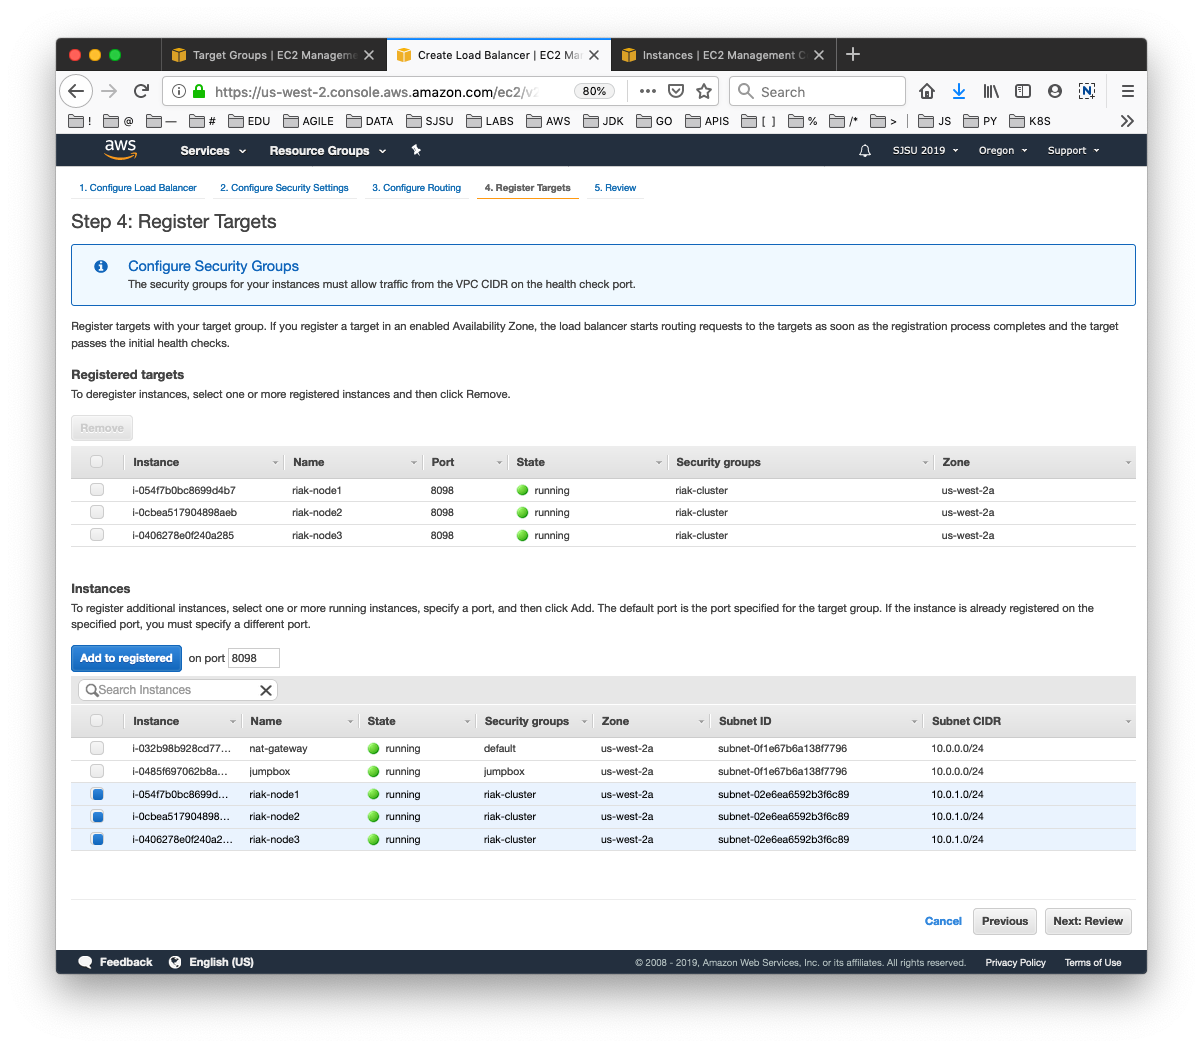 Target Groups | EC2 Manageme
Create Load Balancer | EC2 Ma
Instances | EC2 Management C
https://us-west-2.console.aws.amazon.com/ec2/v2
80%
Search
! @ — # EDU AGILE DATA SJSU LABS AWS JDK GO APIS [ ] % /* > JS PY K8S
aws Services Resource Groups SJSU 2019 Oregon Support
1. Configure Load Balancer 2. Configure Security Settings 3. Configure Routing 4. Register Targets 5. Review
Step 4: Register Targets
Configure Security Groups
The security groups for your instances must allow traffic from the VPC CIDR on the health check port.
Register targets with your target group. If you register a target in an enabled Availability Zone, the load balancer starts routing requests to the targets as soon as the registration process completes and the target
passes the initial health checks.
Registered targets
To deregister instances, select one or more registered instances and then click Remove.
Remove
Instance Name Port State Security groups Zone
i-054f7b0bc8699d4b7 riak-node1 8098 running riak-cluster us-west-2a
i-0cbea517904898aeb riak-node2 8098 running riak-cluster us-west-2a
i-0406278e0f240a285 riak-node3 8098 running riak-cluster us-west-2a
Instances
To register additional instances, select one or more running instances, specify a port, and then click Add. The default port is the port specified for the target group. If the instance is already registered on the
specified port, you must specify a different port.
Add to registered on port 8098
Search Instances
Instance Name State Security groups Zone Subnet ID Subnet CIDR
i-032b98b928cd77... nat-gateway running default us-west-2a subnet-0f1e67b6a138f7796 10.0.0.0/24
i-0485f697062b8a... jumpbox running jumpbox us-west-2a subnet-0f1e67b6a138f7796 10.0.0.0/24
i-054f7b0bc8699d... riak-node1 running riak-cluster us-west-2a subnet-02e6ea6592b3f6c89 10.0.1.0/24
i-0cbea517904898... riak-node2 running riak-cluster us-west-2a subnet-02e6ea6592b3f6c89 10.0.1.0/24
i-0406278e0f240a2... riak-node3 running riak-cluster us-west-2a subnet-02e6ea6592b3f6c89 10.0.1.0/24
Cancel Previous Next: Review
Feedback English (US) © 2008 - 2019, Amazon Web Services, Inc. or its affiliates. All rights reserved. Privacy Policy Terms of Use